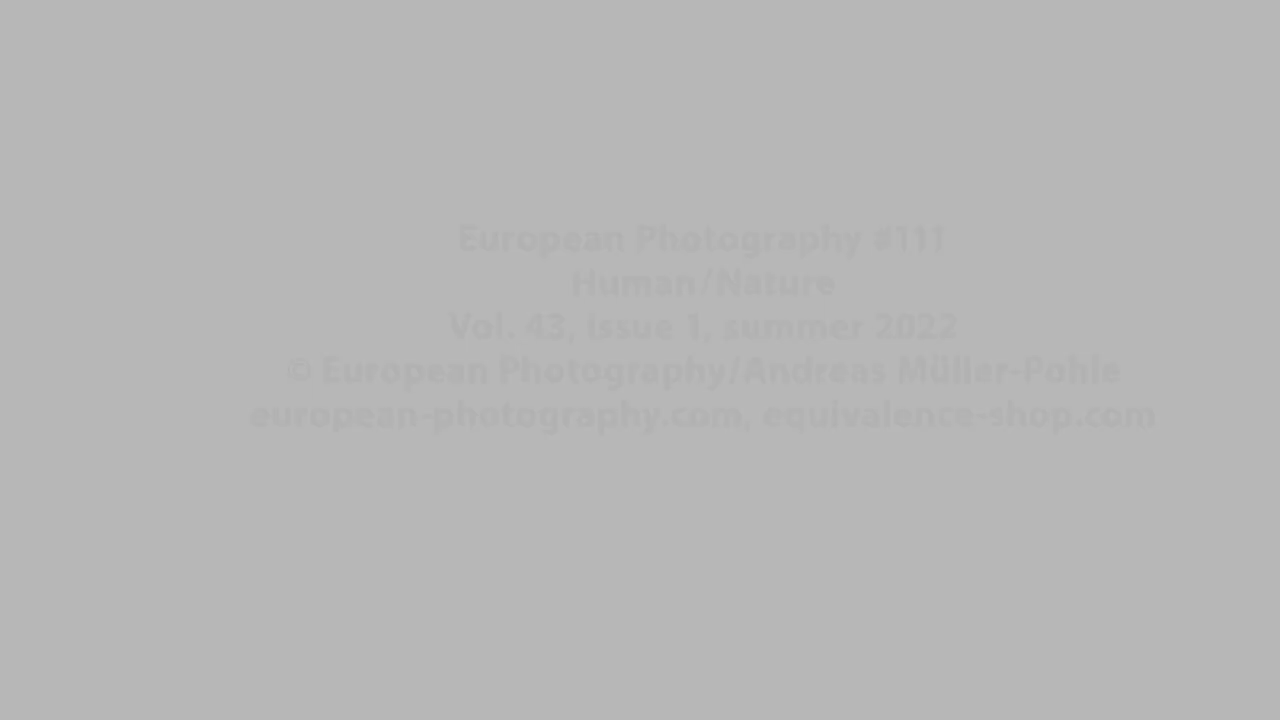 European Photography #111
Human/Nature
Vol. 43, issue 1, summer 2022
© European Photography/Andreas Müller-Pohle
european-photography.com, equivalence-shop.com